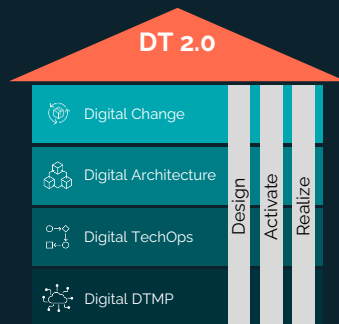 DT 2.0
Digital Change
Digital Architecture
Digital TechOps
Digital DTMP
Design
Activate
Realize